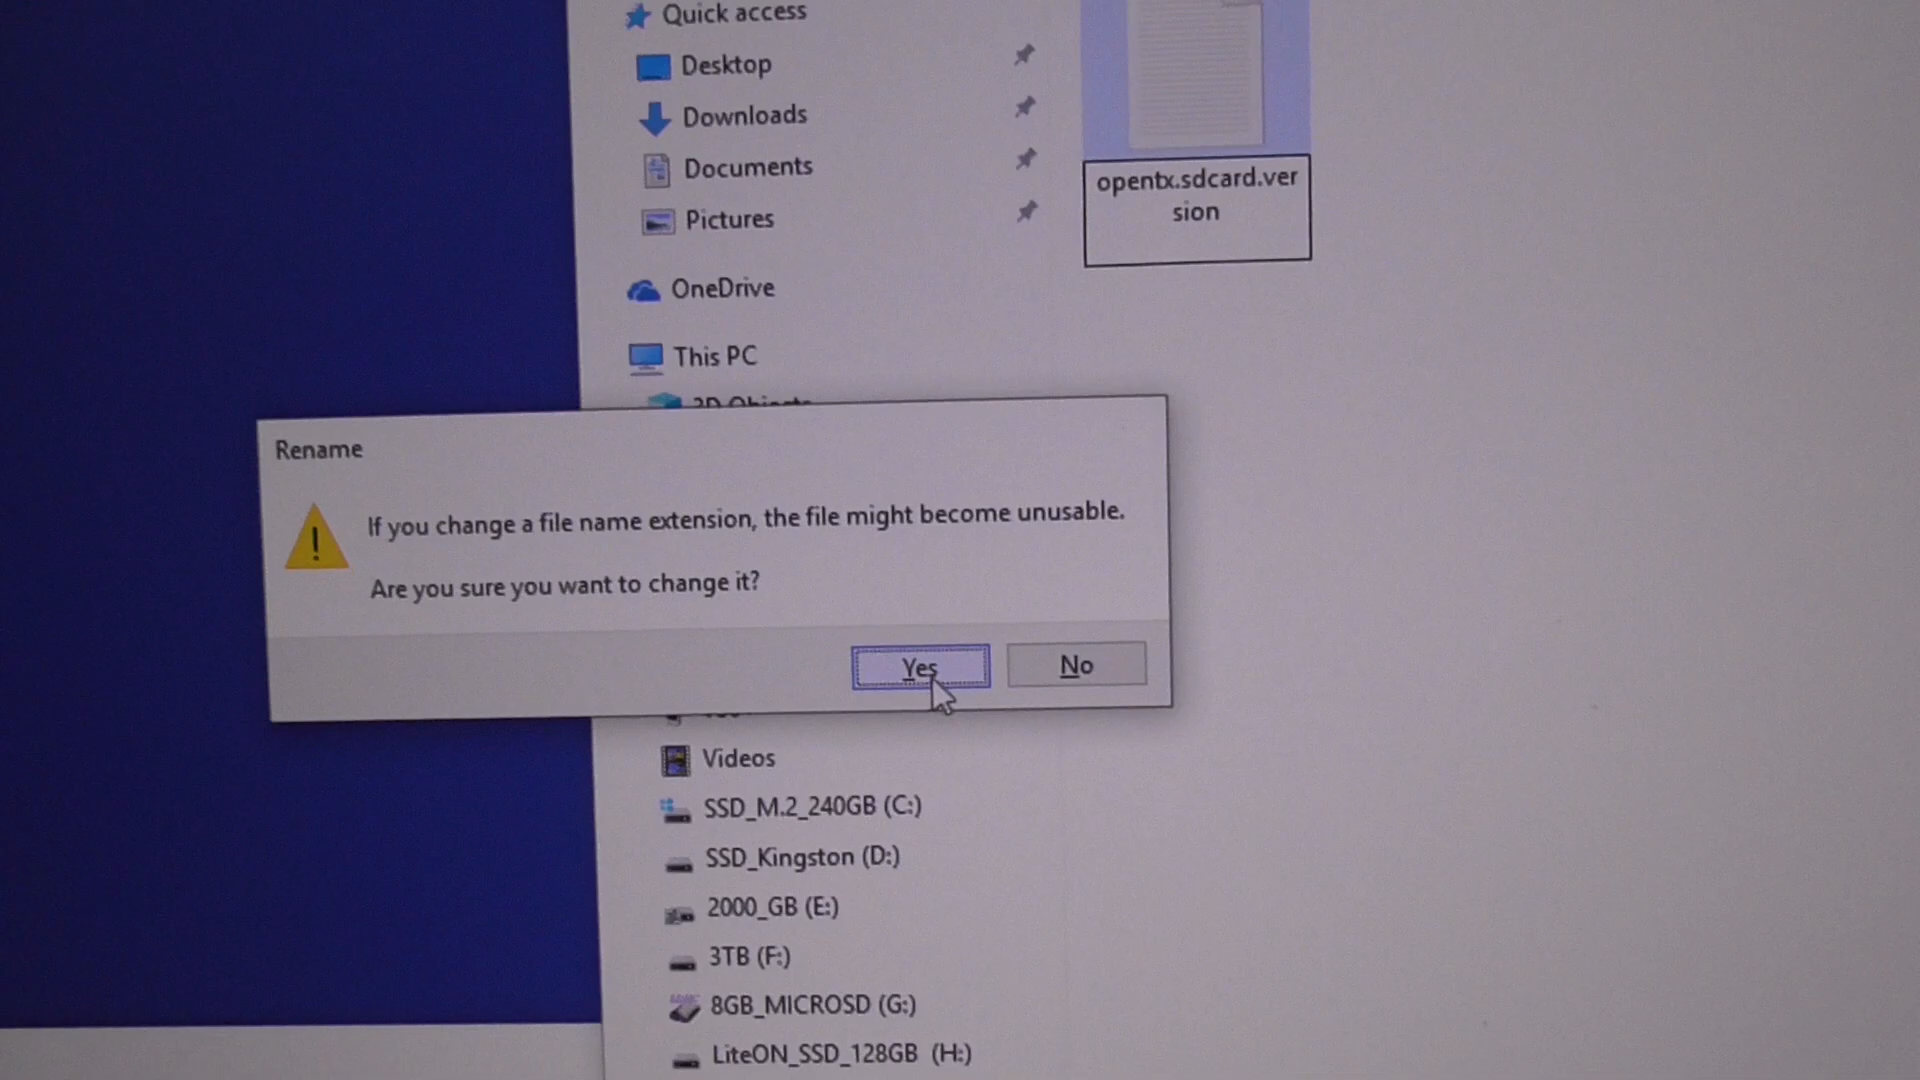 Quick access
Desktop
Downloads
Documents
Pictures
OneDrive
This PC
3D Objects
opentx.sdcard.ver
sion
Rename
If you change a file name extension, the file might become unusable.
Are you sure you want to change it?
Yes
No
Videos
SSD_M.2_240GB (C:)
SSD_Kingston (D:)
2000_GB (E:)
3TB (F:)
8GB_MICROSD (G:)
LiteON_SSD_128GB (H:)